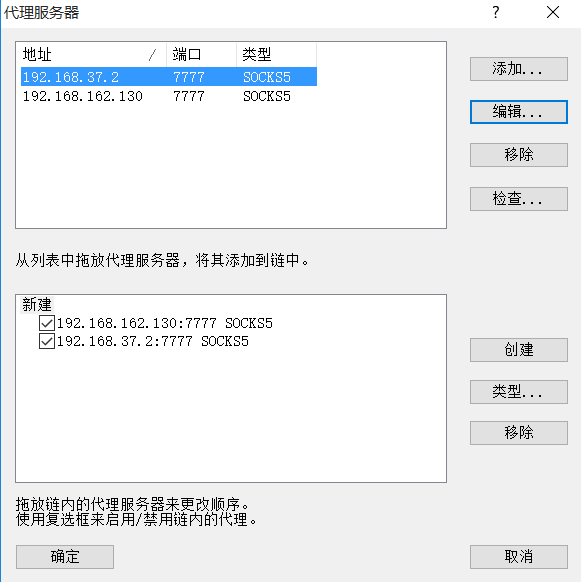 代理服务器 ?
地址 / 端口 类型
192.168.37.2 7777 SOCKS5
192.168.162.130 7777 SOCKS5
添加...
编辑...
移除
检查...
从列表中拖放代理服务器，将其添加到链中。
新建
192.168.162.130:7777 SOCKS5
192.168.37.2:7777 SOCKS5
创建
类型...
移除
拖放链内的代理服务器来更改顺序。
使用复选框来启用/禁用链内的代理。
确定
取消